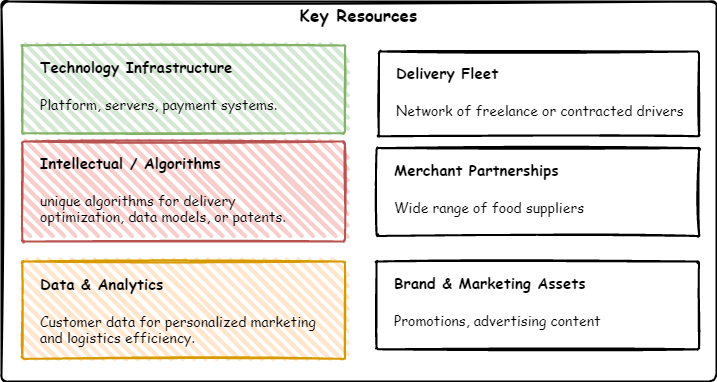 Key Resources
Technology Infrastructure
Platform, servers, payment systems.
Intellectual / Algorithms
unique algorithms for delivery
optimization, data models, or patents.
Data & Analytics
Customer data for personalized marketing
and logistics efficiency.
Delivery Fleet
Network of freelance or contracted drivers
Merchant Partnerships
Wide range of food suppliers
Brand & Marketing Assets
Promotions, advertising content